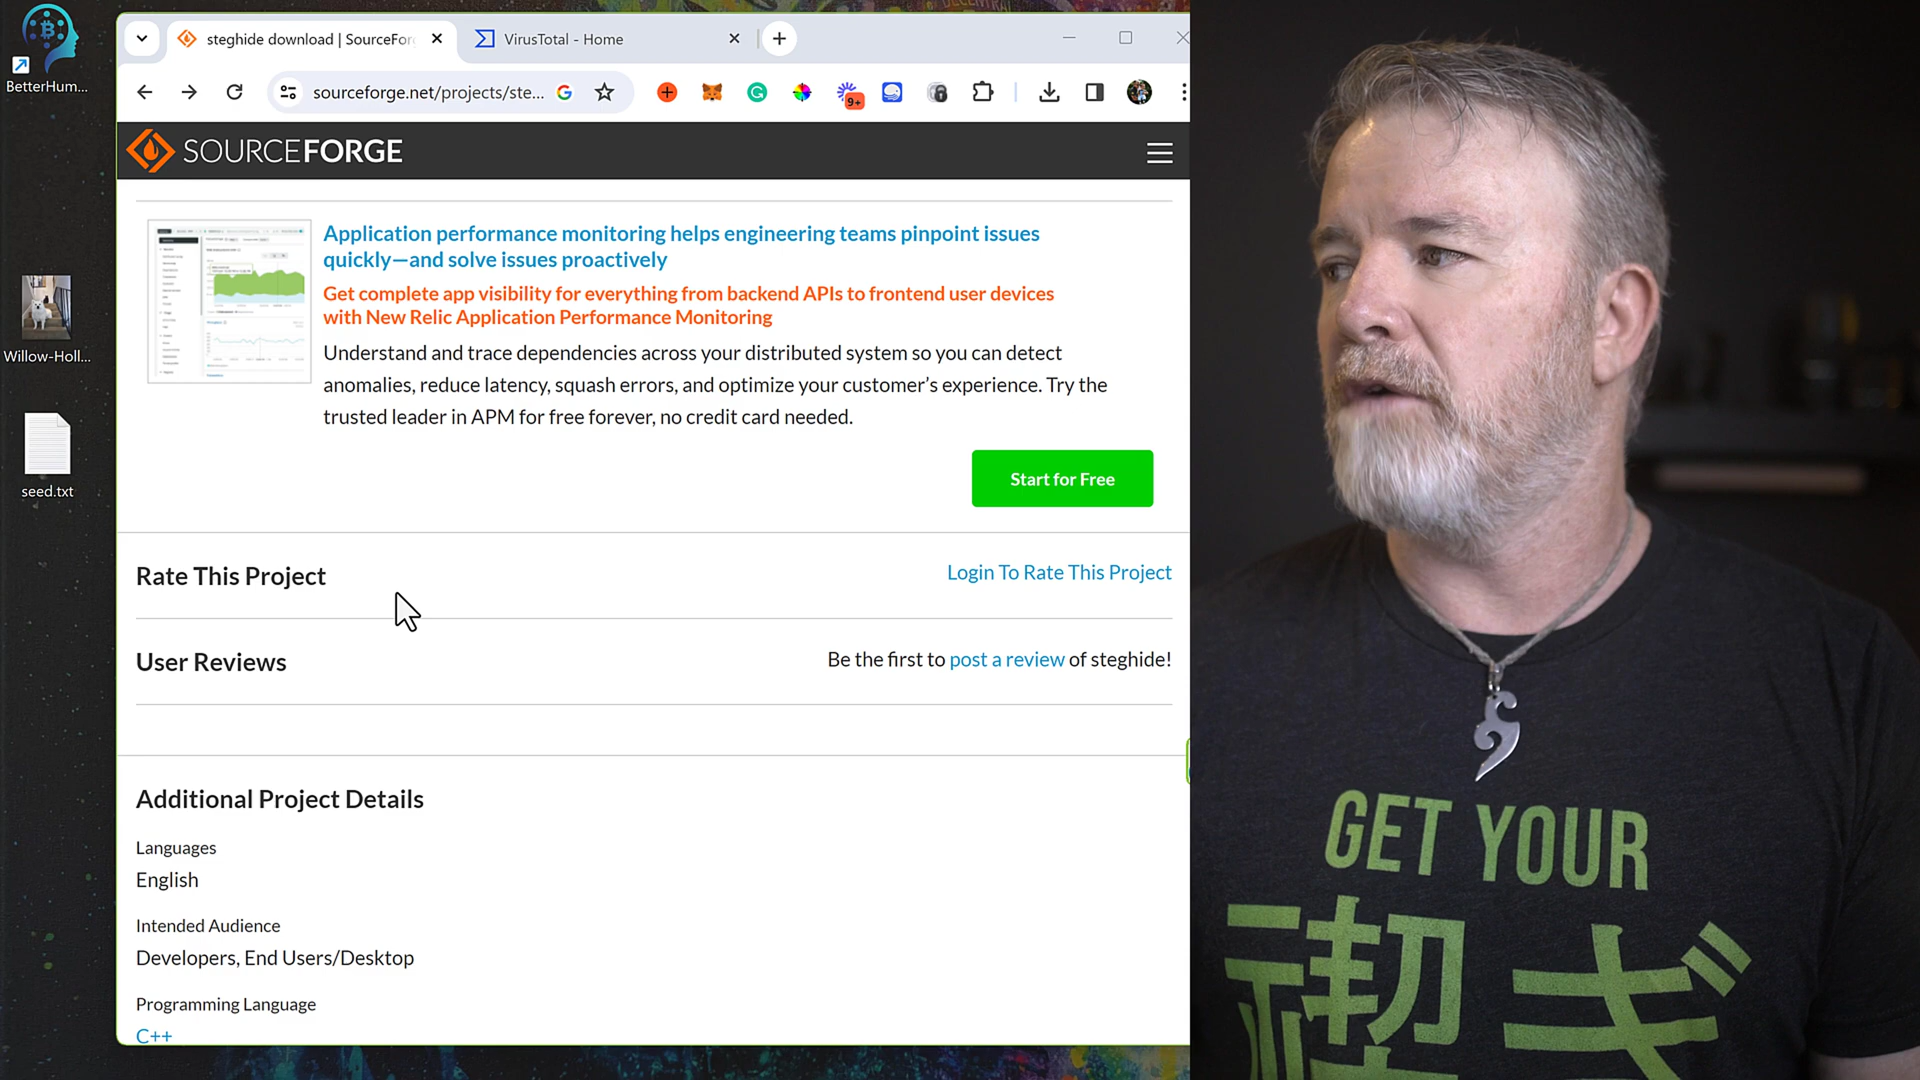 BetterHum...
Willow-Holl...
seed.txt
steghide download | SourceFor
VirusTotal - Home
sourceforge.net/projects/ste...
9+
SOURCEFORGE
Application performance monitoring helps engineering teams pinpoint issues
quickly—and solve issues proactively
Get complete app visibility for everything from backend APIs to frontend user devices
with New Relic Application Performance Monitoring
Understand and trace dependencies across your distributed system so you can detect
anomalies, reduce latency, squash errors, and optimize your customer's experience. Try the
trusted leader in APM for free forever, no credit card needed.
Start for Free
Rate This Project
Login To Rate This Project
User Reviews
Be the first to post a review of steghide!
Additional Project Details
Languages
English
Intended Audience
Developers, End Users/Desktop
Programming Language
C++
GET YOUR
禊ギ